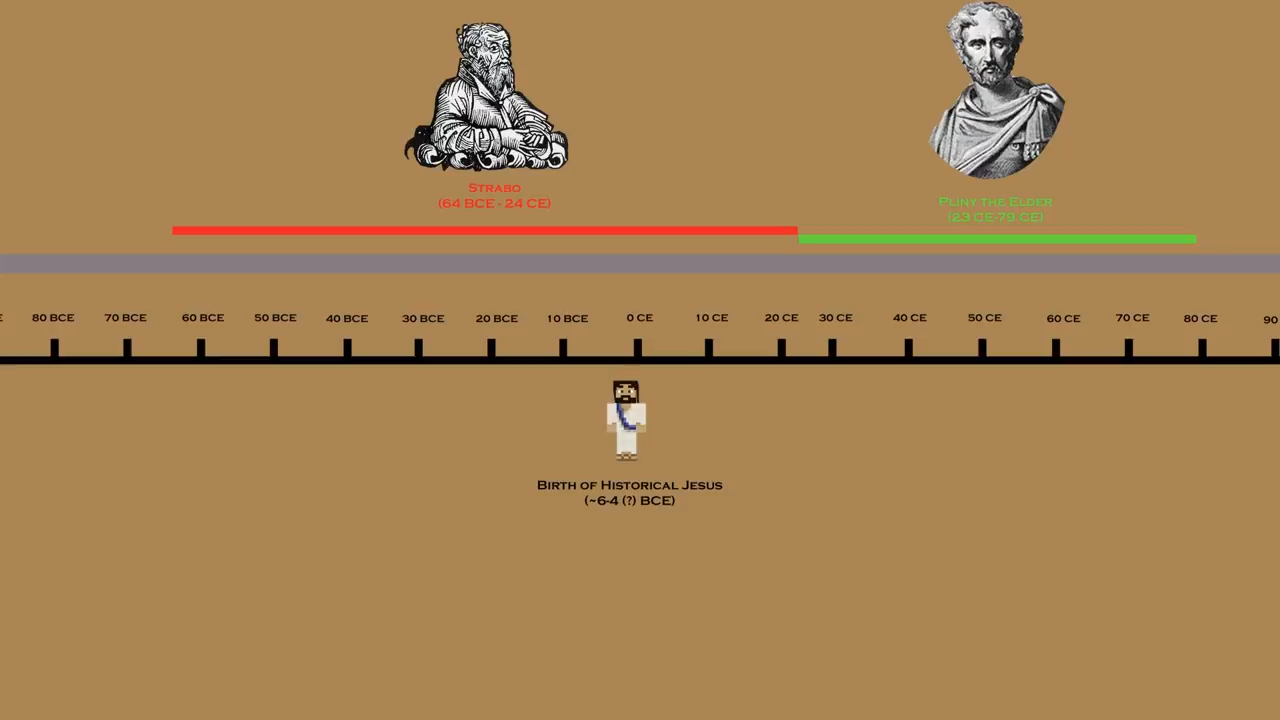 STRABO
(64 BCE - 24 CE)
PLINY THE ELDER
(23 CE-79 CE)
80 BCE 70 BCE 60 BCE 50 BCE 40 BCE 30 BCE 20 BCE 10 BCE 0 CE 10 CE 20 CE 30 CE 40 CE 50 CE 60 CE 70 CE 80 CE 90
BIRTH OF HISTORICAL JESUS
(~6-4 (?) BCE)